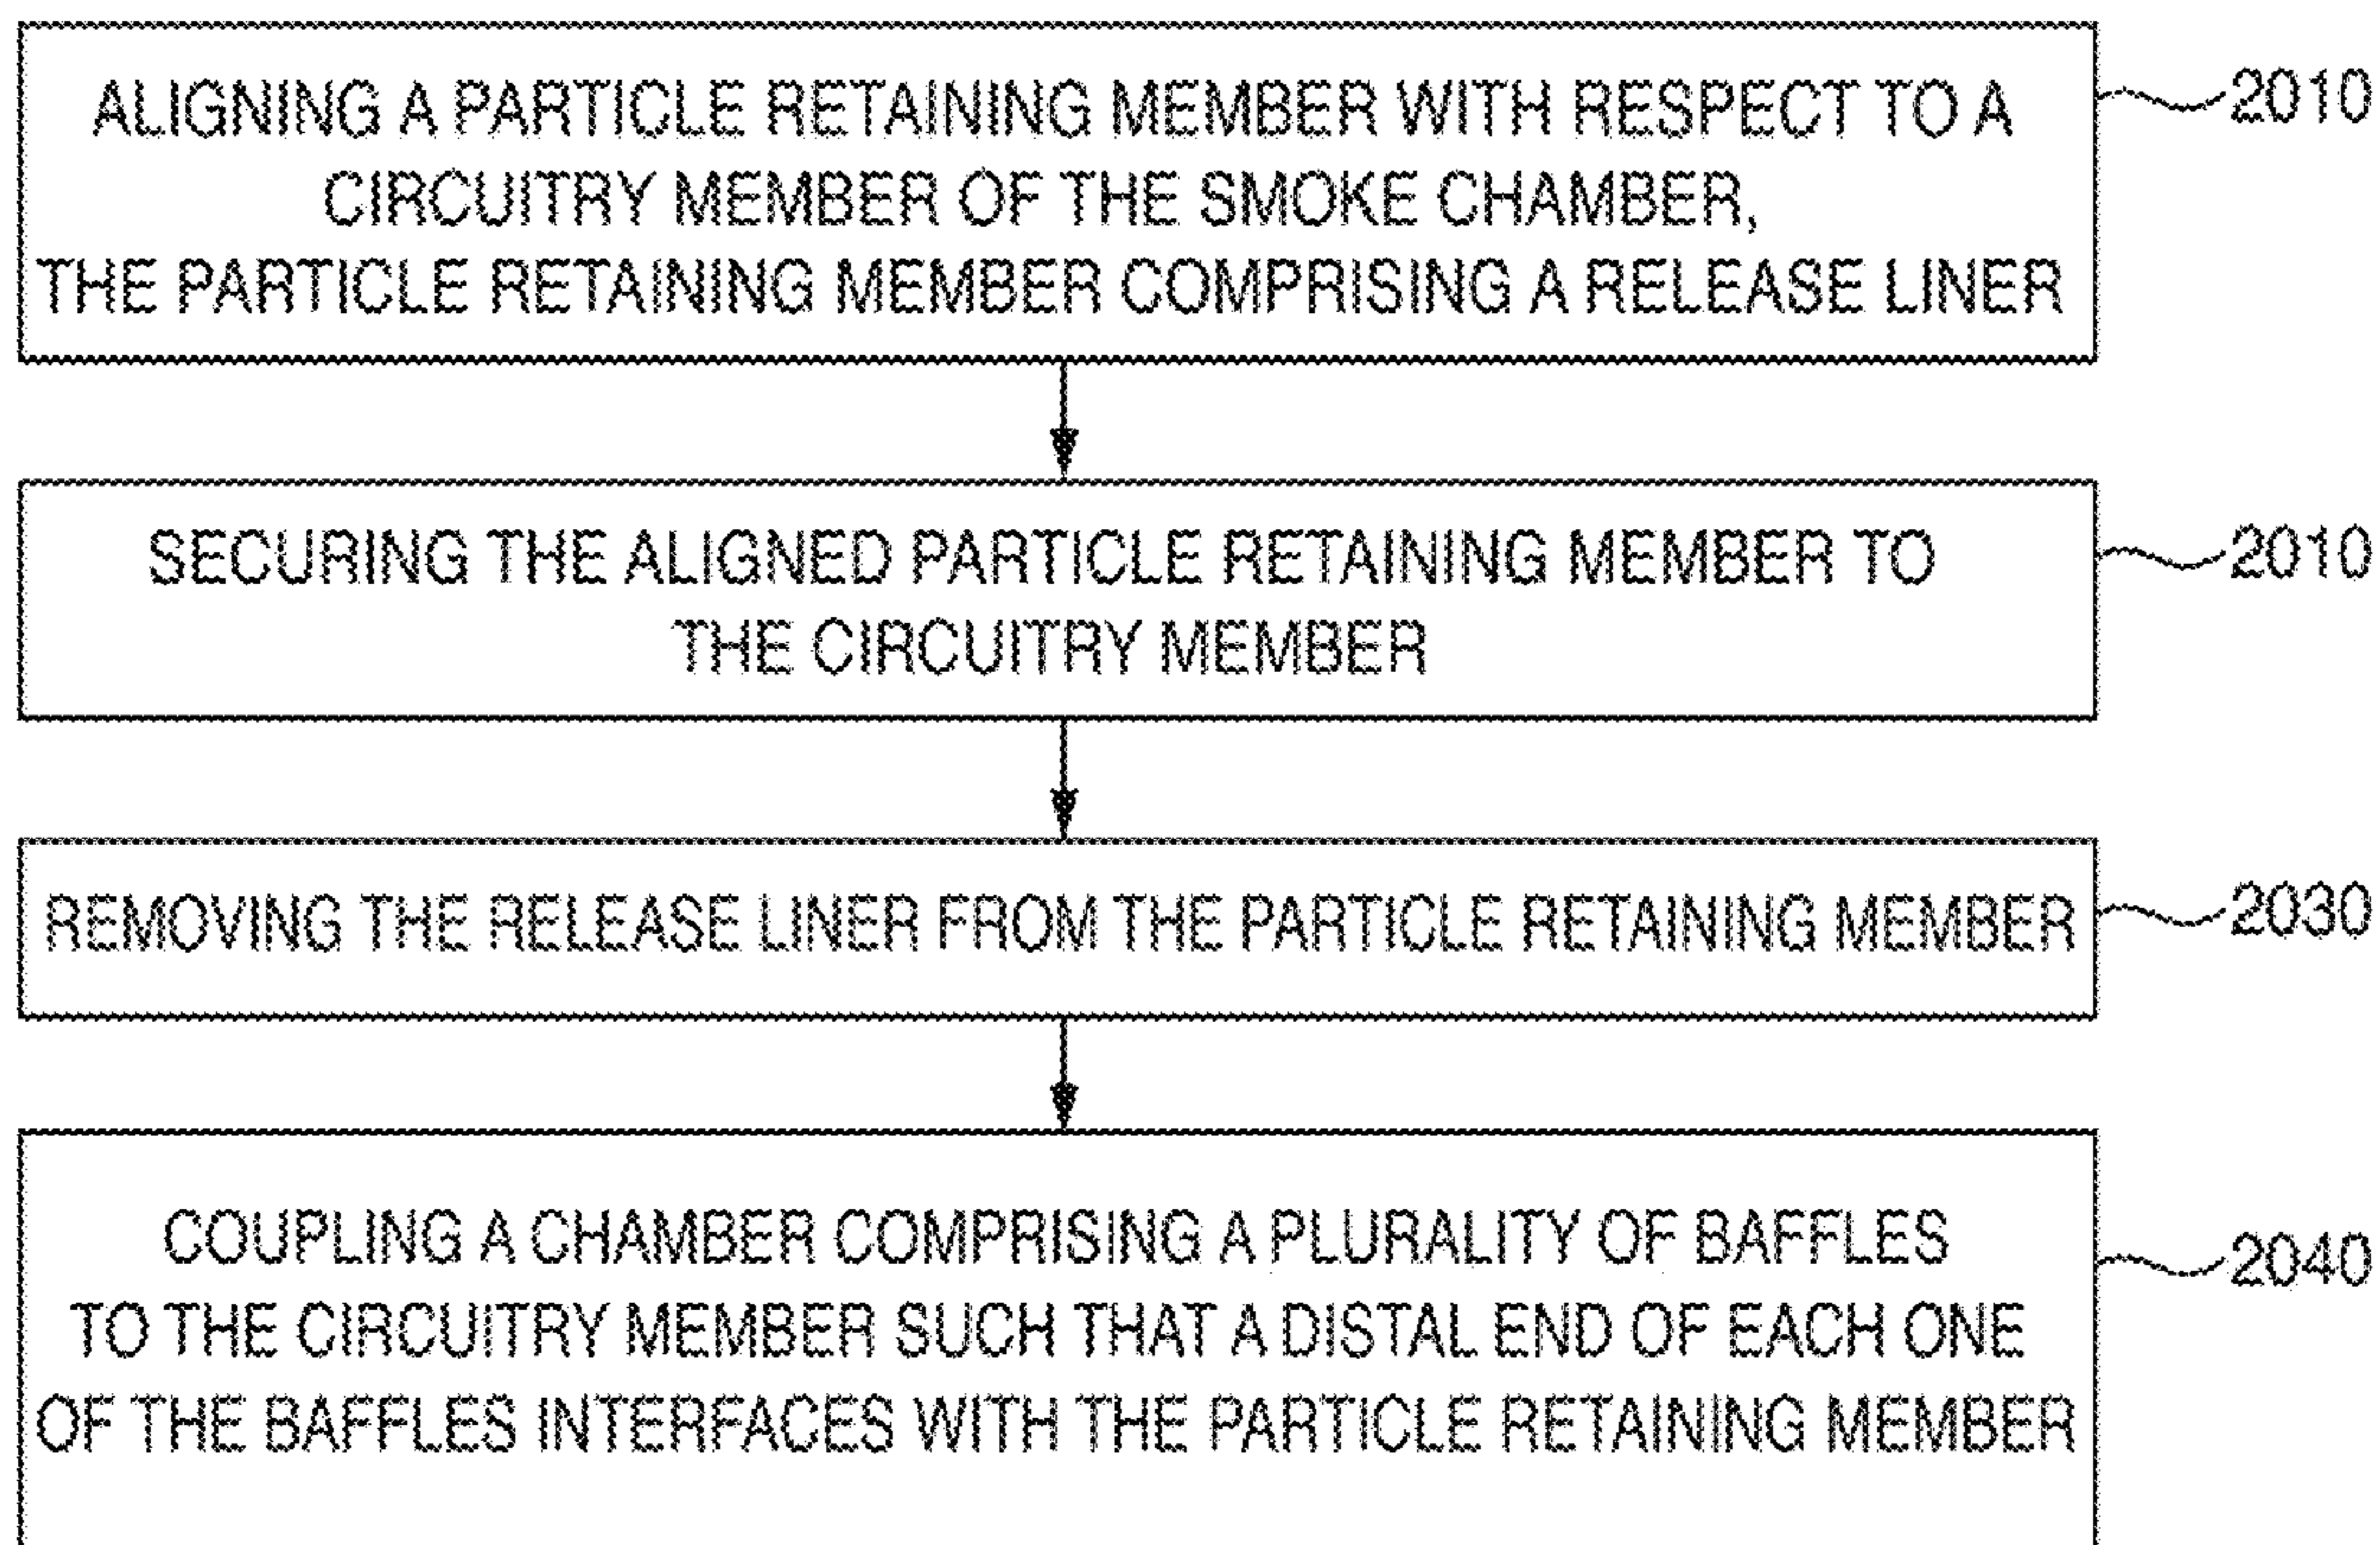 ALIGNING A PARTICLE RETAINING MEMBER WITH RESPECT TO A
CIRCUITRY MEMBER OF THE SMOKE CHAMBER,
THE PARTICLE RETAINING MEMBER COMPRISING A RELEASE LINER
2010
SECURING THE ALIGNED PARTICLE RETAINING MEMBER TO
THE CIRCUITRY MEMBER
2010
REMOVING THE RELEASE LINER FROM THE PARTICLE RETAINING MEMBER
2030
COUPLING A CHAMBER COMPRISING A PLURALITY OF BAFFLES
TO THE CIRCUITRY MEMBER SUCH THAT A DISTAL END OF EACH ONE
OF THE BAFFLES INTERFACES WITH THE PARTICLE RETAINING MEMBER
2040